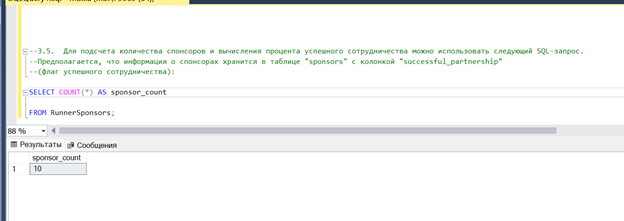 --3.5. Для подсчета количества спонсоров и вычисления процента успешного сотрудничества можно использовать следующий SQL-запрос.
--Предполагается, что информация о спонсорах хранится в таблице "sponsors" с колонкой "successful_partnership"
--(флаг успешного сотрудничества):
SELECT COUNT(*) AS sponsor_count
FROM RunnerSponsors;
88 %
Результаты Сообщения
sponsor_count
1 10